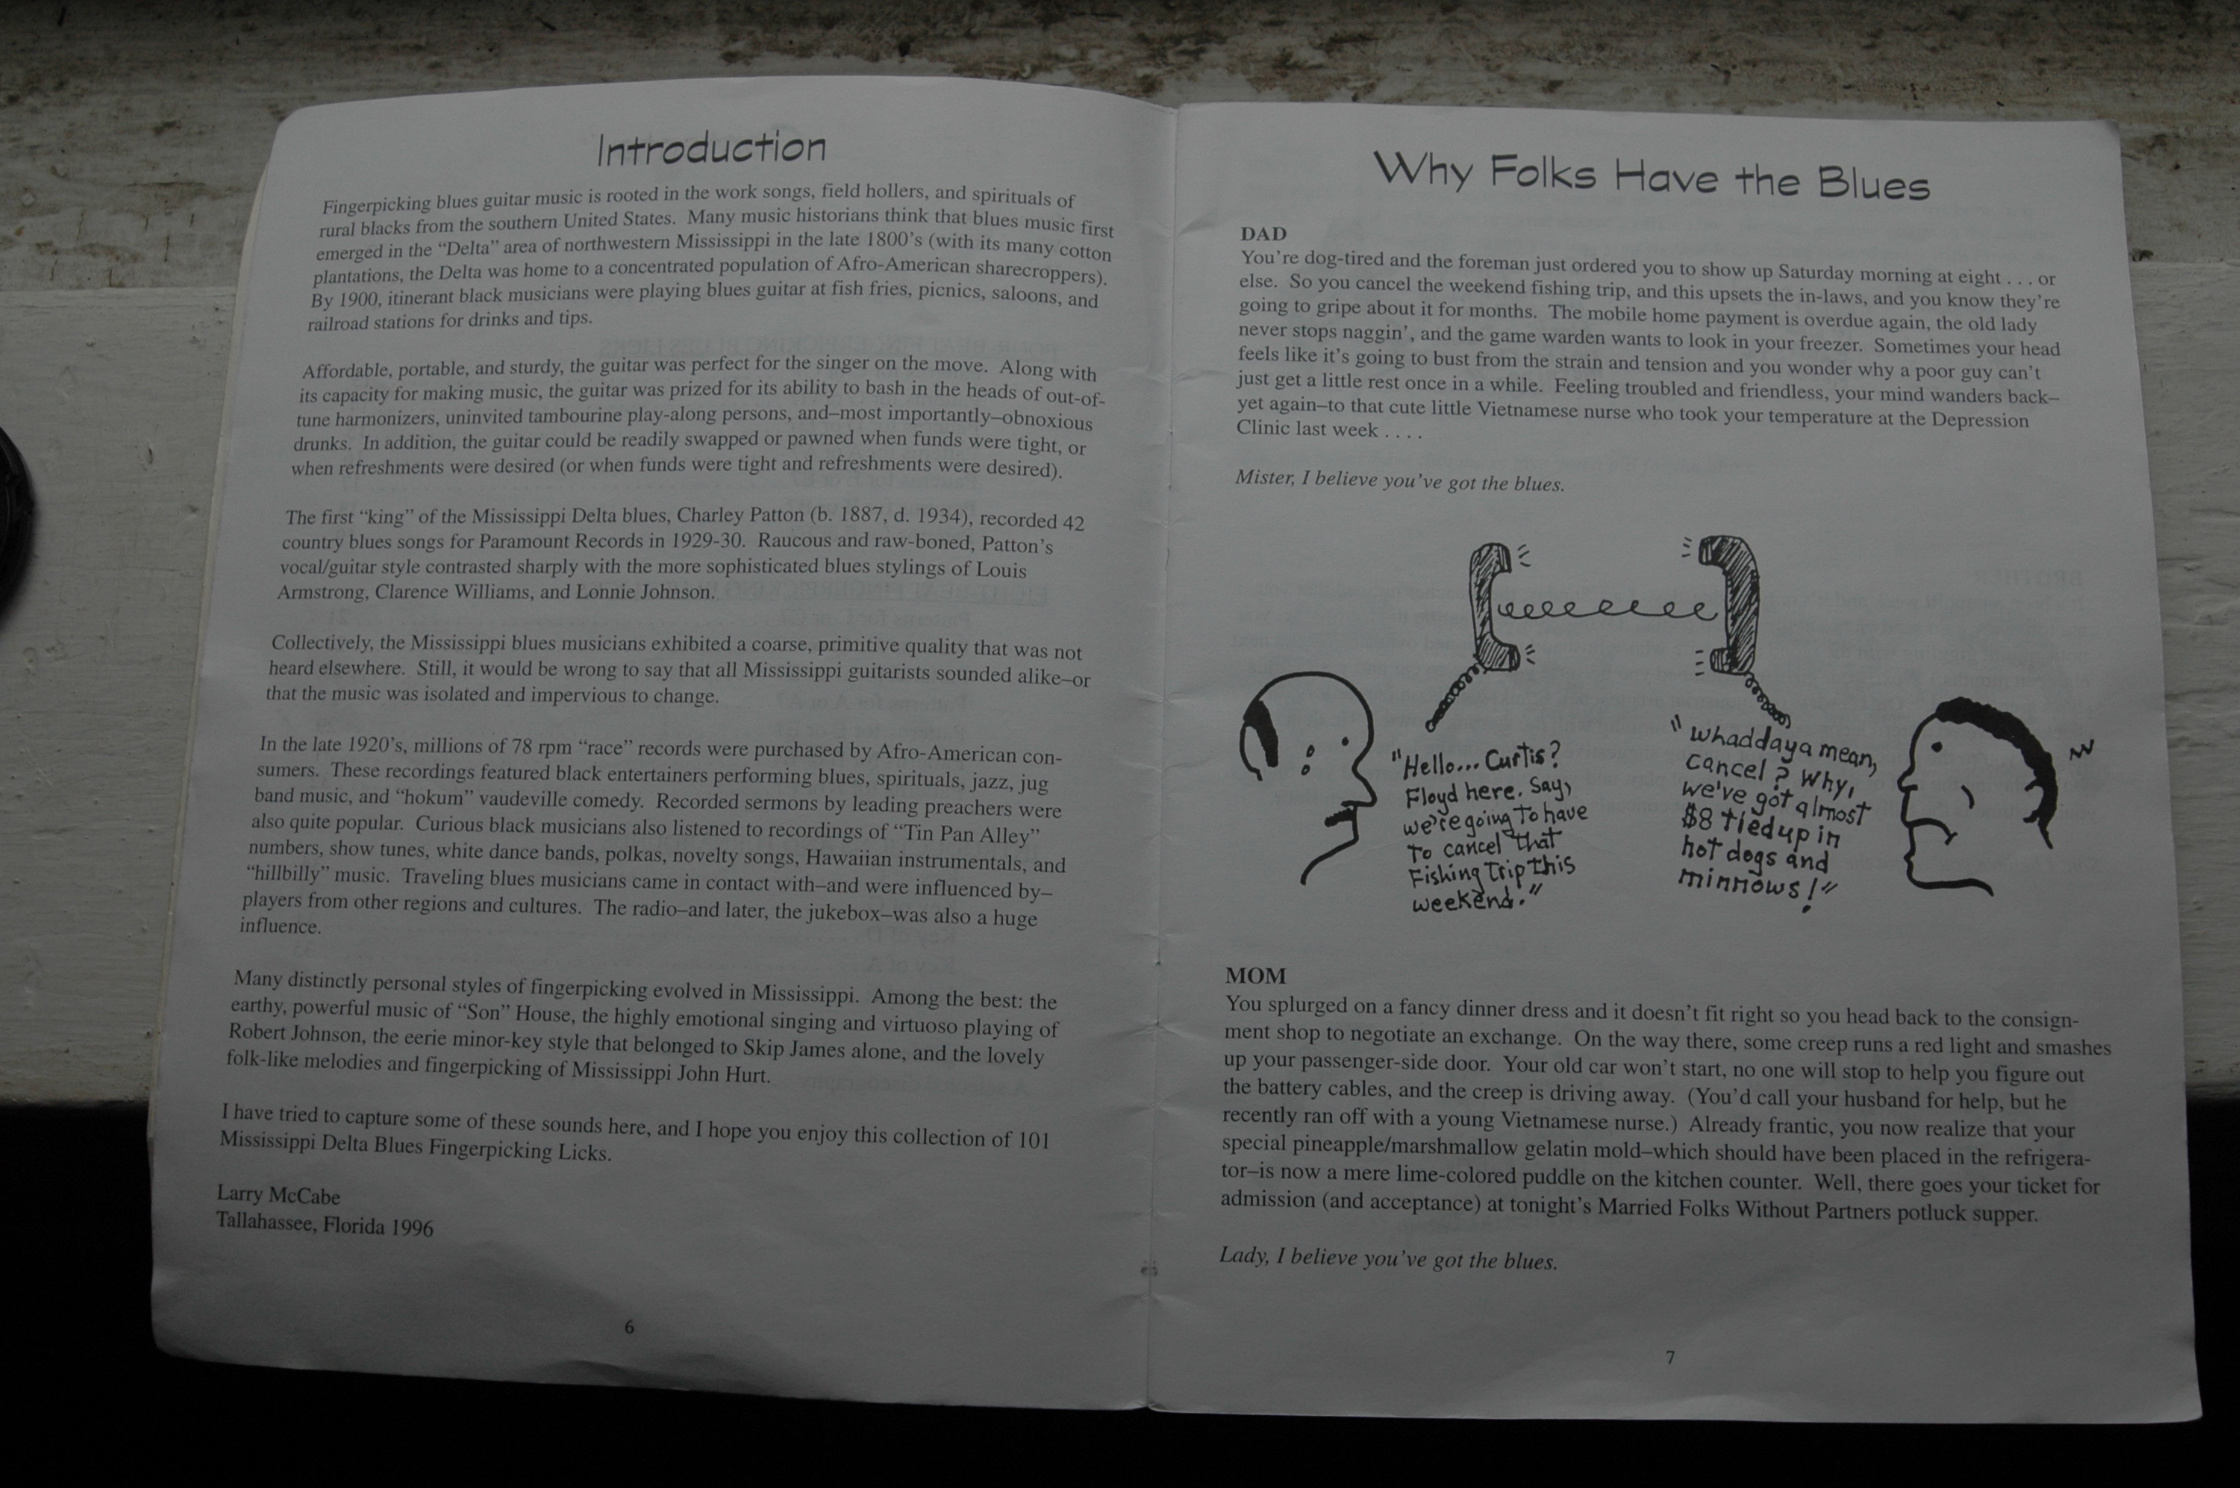 Introduction
Fingerpicking blues guitar music is rooted in the work songs, field hollers, and spirituals of
rural blacks from the southern United States. Many music historians think that blues music first
emerged in the “Delta” area of northwestern Mississippi in the late 1800’s (with its many cotton
plantations, the Delta was home to a concentrated population of Afro-American sharecroppers).
By 1900, itinerant black musicians were playing blues guitar at fish fries, picnics, saloons, and
railroad stations for drinks and tips.
Affordable, portable, and sturdy, the guitar was perfect for the singer on the move. Along with
its capacity for making music, the guitar was prized for its ability to bash in the heads of out-of-
tune harmonizers, uninvited tambourine play-along persons, and–most importantly–obnoxious
drunks. In addition, the guitar could be readily swapped or pawned when funds were tight, or
when refreshments were desired (or when funds were tight and refreshments were desired).
The first “king” of the Mississippi Delta blues, Charley Patton (b. 1887, d. 1934), recorded 42
country blues songs for Paramount Records in 1929-30. Raucous and raw-boned, Patton’s
vocal/guitar style contrasted sharply with the more sophisticated blues stylings of Louis
Armstrong, Clarence Williams, and Lonnie Johnson.
Collectively, the Mississippi blues musicians exhibited a coarse, primitive quality that was not
heard elsewhere. Still, it would be wrong to say that all Mississippi guitarists sounded alike–or
that the music was isolated and impervious to change.
In the late 1920’s, millions of 78 rpm “race” records were purchased by Afro-American con-
sumers. These recordings featured black entertainers performing blues, spirituals, jazz, jug
band music, and “hokum” vaudeville comedy. Recorded sermons by leading preachers were
also quite popular. Curious black musicians also listened to recordings of “Tin Pan Alley”
numbers, show tunes, white dance bands, polkas, novelty songs, Hawaiian instrumentals, and
“hillbilly” music. Traveling blues musicians came in contact with–and were influenced by–
players from other regions and cultures. The radio–and later, the jukebox–was also a huge
influence.
Many distinctly personal styles of fingerpicking evolved in Mississippi. Among the best: the
earthy, powerful music of “Son” House, the highly emotional singing and virtuoso playing of
Robert Johnson, the eerie minor-key style that belonged to Skip James alone, and the lovely
folk-like melodies and fingerpicking of Mississippi John Hurt.
I have tried to capture some of these sounds here, and I hope you enjoy this collection of 101
Mississippi Delta Blues Fingerpicking Licks.
Larry McCabe
Tallahassee, Florida 1996
6
Why Folks Have the Blues
DAD
You’re dog-tired and the foreman just ordered you to show up Saturday morning at eight . . . or
else. So you cancel the weekend fishing trip, and this upsets the in-laws, and you know they’re
going to gripe about it for months. The mobile home payment is overdue again, the old lady
never stops naggin’, and the game warden wants to look in your freezer. Sometimes your head
feels like it’s going to bust from the strain and tension and you wonder why a poor guy can’t
just get a little rest once in a while. Feeling troubled and friendless, your mind wanders back–
yet again–to that cute little Vietnamese nurse who took your temperature at the Depression
Clinic last week . . . .
Mister, I believe you’ve got the blues.
"Hello... Curtis?
Floyd here. Say,
we're going to have
to cancel that
Fishing trip this
weekend."
"Whaddaya mean,
cancel? Why,
we've got almost
$8 tied up in
hot dogs and
minnows!"
MOM
You splurged on a fancy dinner dress and it doesn’t fit right so you head back to the consign-
ment shop to negotiate an exchange. On the way there, some creep runs a red light and smashes
up your passenger-side door. Your old car won’t start, no one will stop to help you figure out
the battery cables, and the creep is driving away. (You’d call your husband for help, but he
recently ran off with a young Vietnamese nurse.) Already frantic, you now realize that your
special pineapple/marshmallow gelatin mold–which should have been placed in the refrigera-
tor–is now a mere lime-colored puddle on the kitchen counter. Well, there goes your ticket for
admission (and acceptance) at tonight’s Married Folks Without Partners potluck supper.
Lady, I believe you’ve got the blues.
7